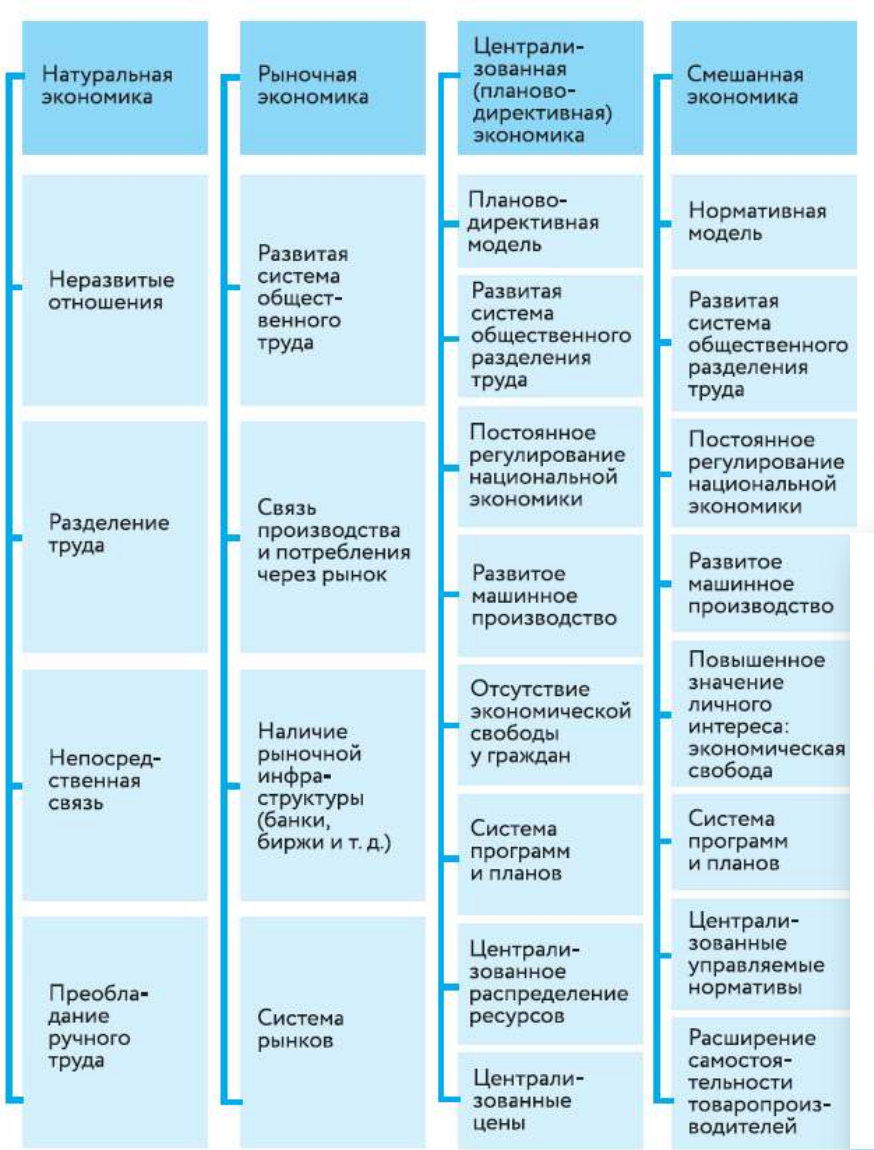 Натуральная
экономика
Неразвитые
отношения
Разделение
труда
Непосред-
ственная
связь
Преобла-
дание
ручного
труда
Рыночная
экономика
Развитая
система
общест-
венного
труда
Связь
производства
и потребления
через рынок
Наличие
рыночной
инфра-
структуры
(банки,
биржи и т. д.)
Система
рынков
Централи-
зованная
(планово-
директивная)
экономика
Планово-
директивная
модель
Развитая
система
общественного
разделения
труда
Постоянное
регулирование
национальной
экономики
Развитое
машинное
производство
Отсутствие
экономической
свободы
у граждан
Система
программ
и планов
Централи-
зованное
распределение
ресурсов
Централи-
зованные
цены
Смешанная
экономика
Нормативная
модель
Развитая
система
общественного
разделения
труда
Постоянное
регулирование
национальной
экономики
Развитое
машинное
производство
Повышенное
значение
личного
интереса:
экономическая
свобода
Система
программ
и планов
Централи-
зованные
управляемые
нормативы
Расширение
самостоя-
тельности
товаропроиз-
водителей